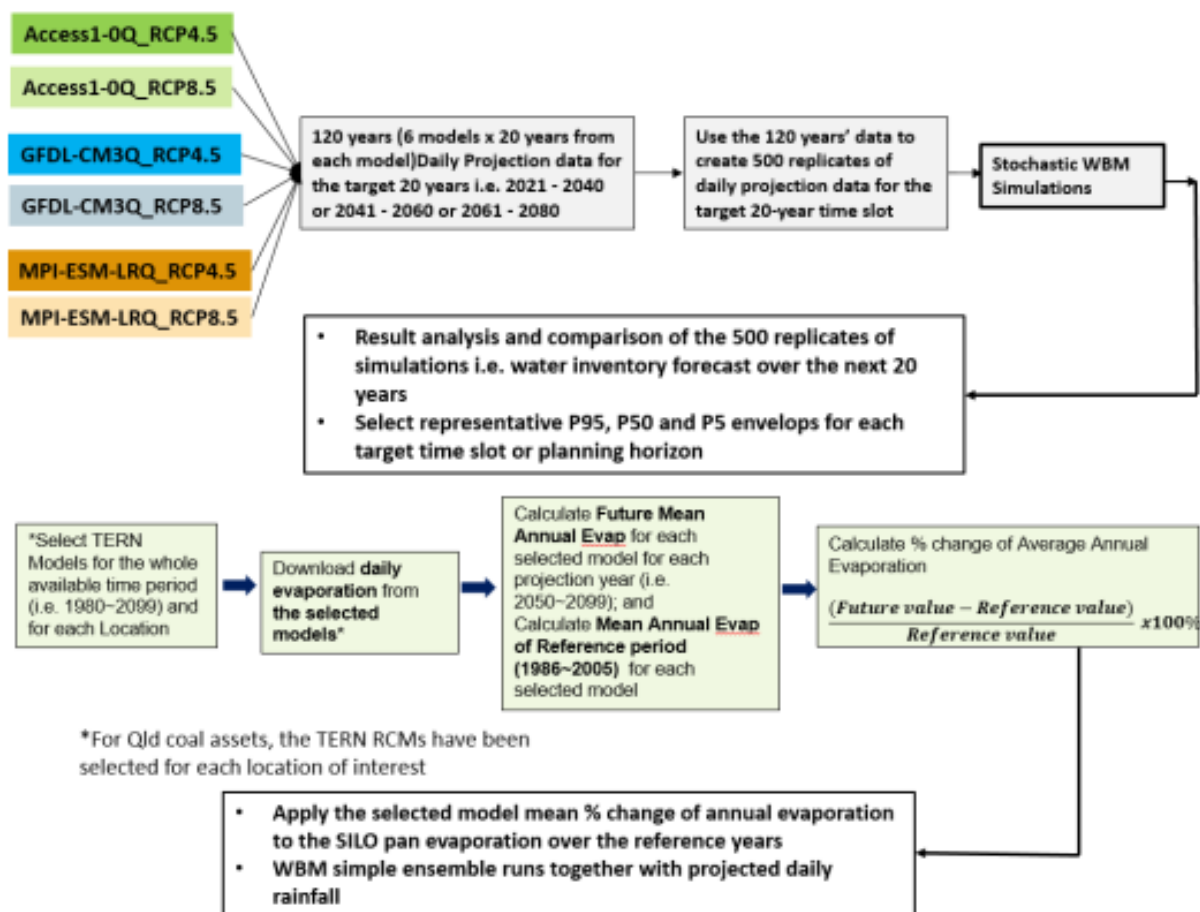 Access1-0Q_RCP4.5
Access1-0Q_RCP8.5
GFDL-CM3Q_RCP4.5
GFDL-CM3Q_RCP8.5
MPI-ESM-LRQ_RCP4.5
MPI-ESM-LRQ_RCP8.5
120 years (6 models x 20 years from
each model)Daily Projection data for
the target 20 years i.e. 2021 - 2040
or 2041 - 2060 or 2061 - 2080
Use the 120 years' data to
create 500 replicates of
daily projection data for the
target 20-year time slot
Stochastic WBM
Simulations
• Result analysis and comparison of the 500 replicates of
simulations i.e. water inventory forecast over the next 20
years
• Select representative P95, P50 and P5 envelops for each
target time slot or planning horizon
*Select TERN
Models for the whole
available time period
(i.e. 1980~2099) and
for each Location
Download daily
evaporation from
the selected
models*
Calculate Future Mean
Annual Evap for each
selected model for each
projection year (i.e.
2050~2099); and
Calculate Mean Annual Evap
of Reference period
(1986~2005) for each
selected model
Calculate % change of Average Annual
Evaporation
(Future value − Reference value)
Reference value
x100%
*For Qld coal assets, the TERN RCMs have been
selected for each location of interest
• Apply the selected model mean % change of annual evaporation
to the SILO pan evaporation over the reference years
• WBM simple ensemble runs together with projected daily
rainfall